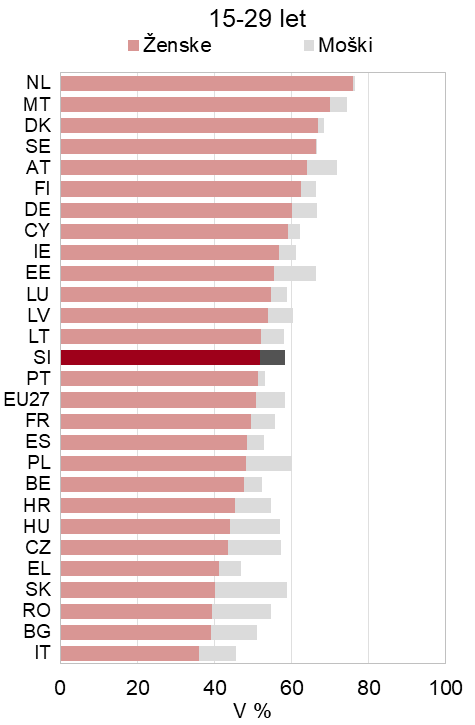 15-29 let
Ženske Moški
NL
MT
DK
SE
AT
FI
DE
CY
IE
EE
LU
LV
LT
SI
PT
EU27
FR
ES
PL
BE
HR
HU
CZ
EL
SK
RO
BG
IT
0 20 40 60 80 100
V %